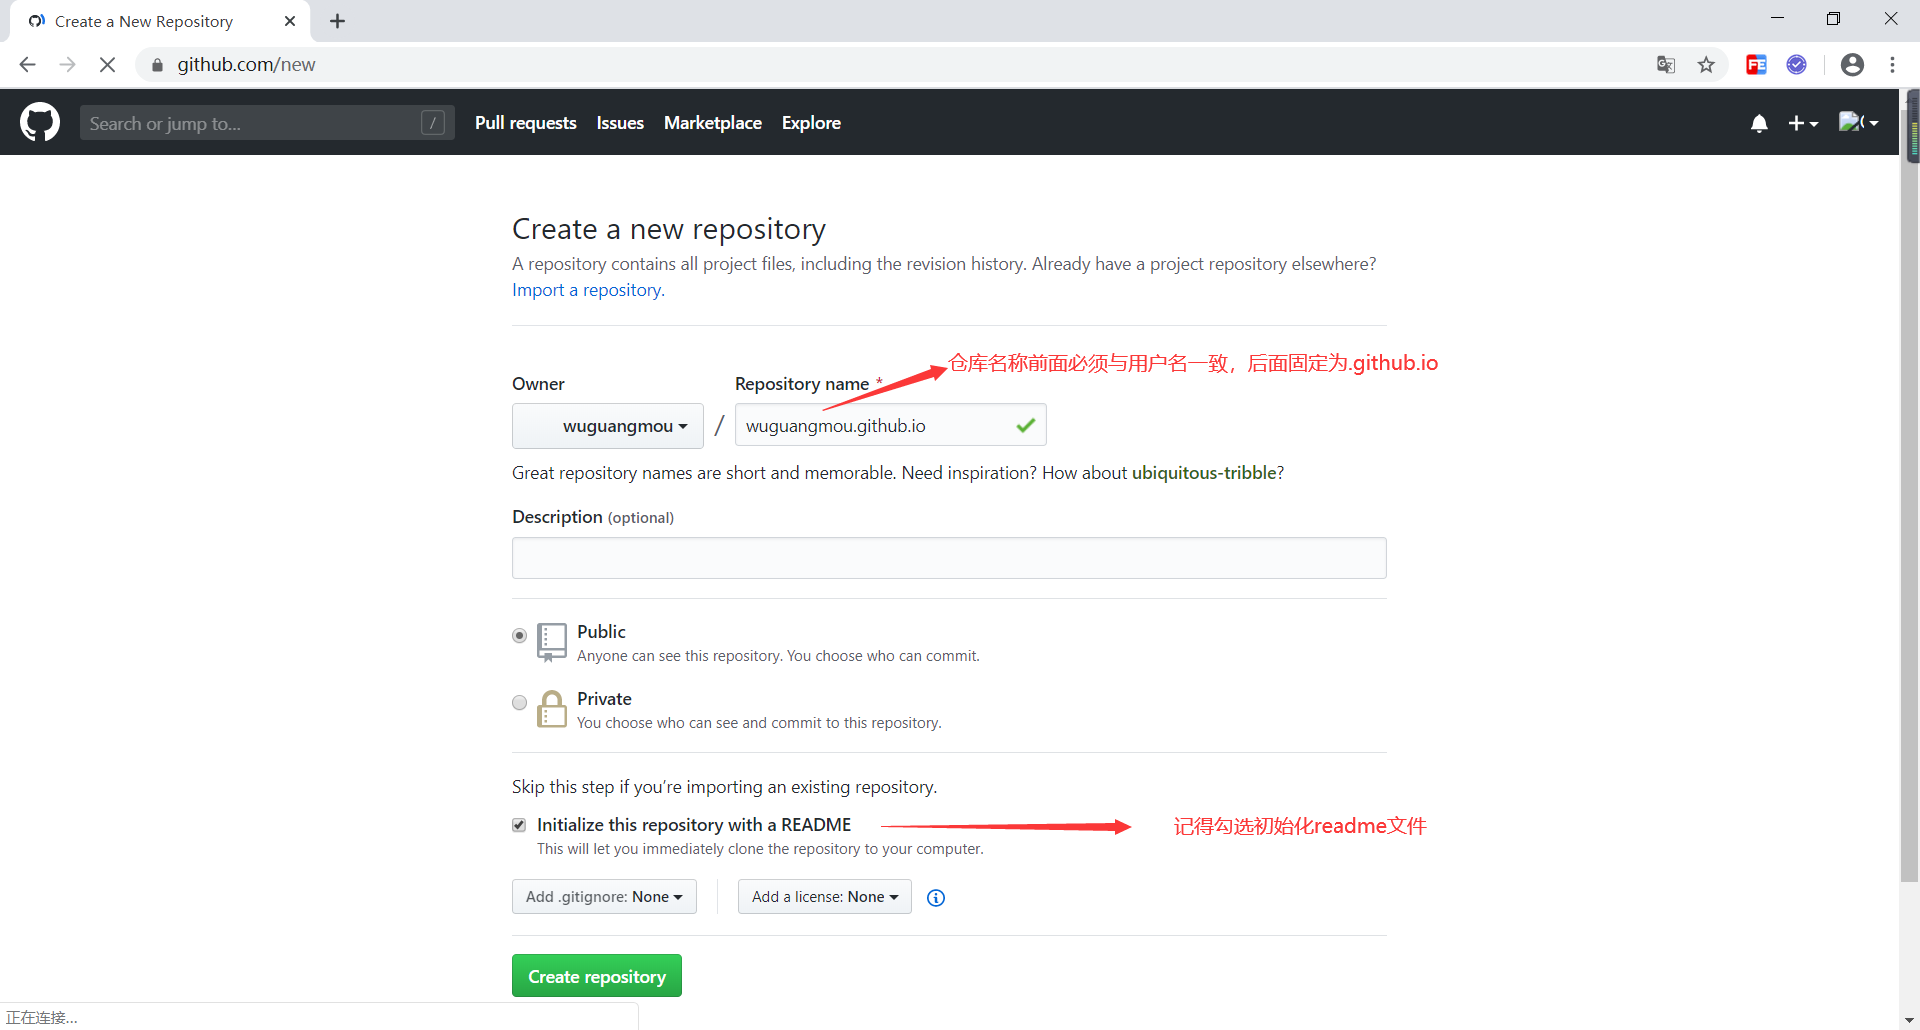 Create a New Repository
github.com/new
Search or jump to...
/
Pull requests
Issues
Marketplace
Explore
Create a new repository
A repository contains all project files, including the revision history. Already have a project repository elsewhere?
Import a repository.
仓库名称前面必须与用户名一致，后面固定为.github.io
Owner
Repository name *
wuguangmou
/
wuguangmou.github.io
Great repository names are short and memorable. Need inspiration? How about ubiquitous-tribble?
Description (optional)
Public
Anyone can see this repository. You choose who can commit.
Private
You choose who can see and commit to this repository.
Skip this step if you’re importing an existing repository.
Initialize this repository with a README
记得勾选初始化readme文件
This will let you immediately clone the repository to your computer.
Add .gitignore: None
Add a license: None
Create repository
正在连接...